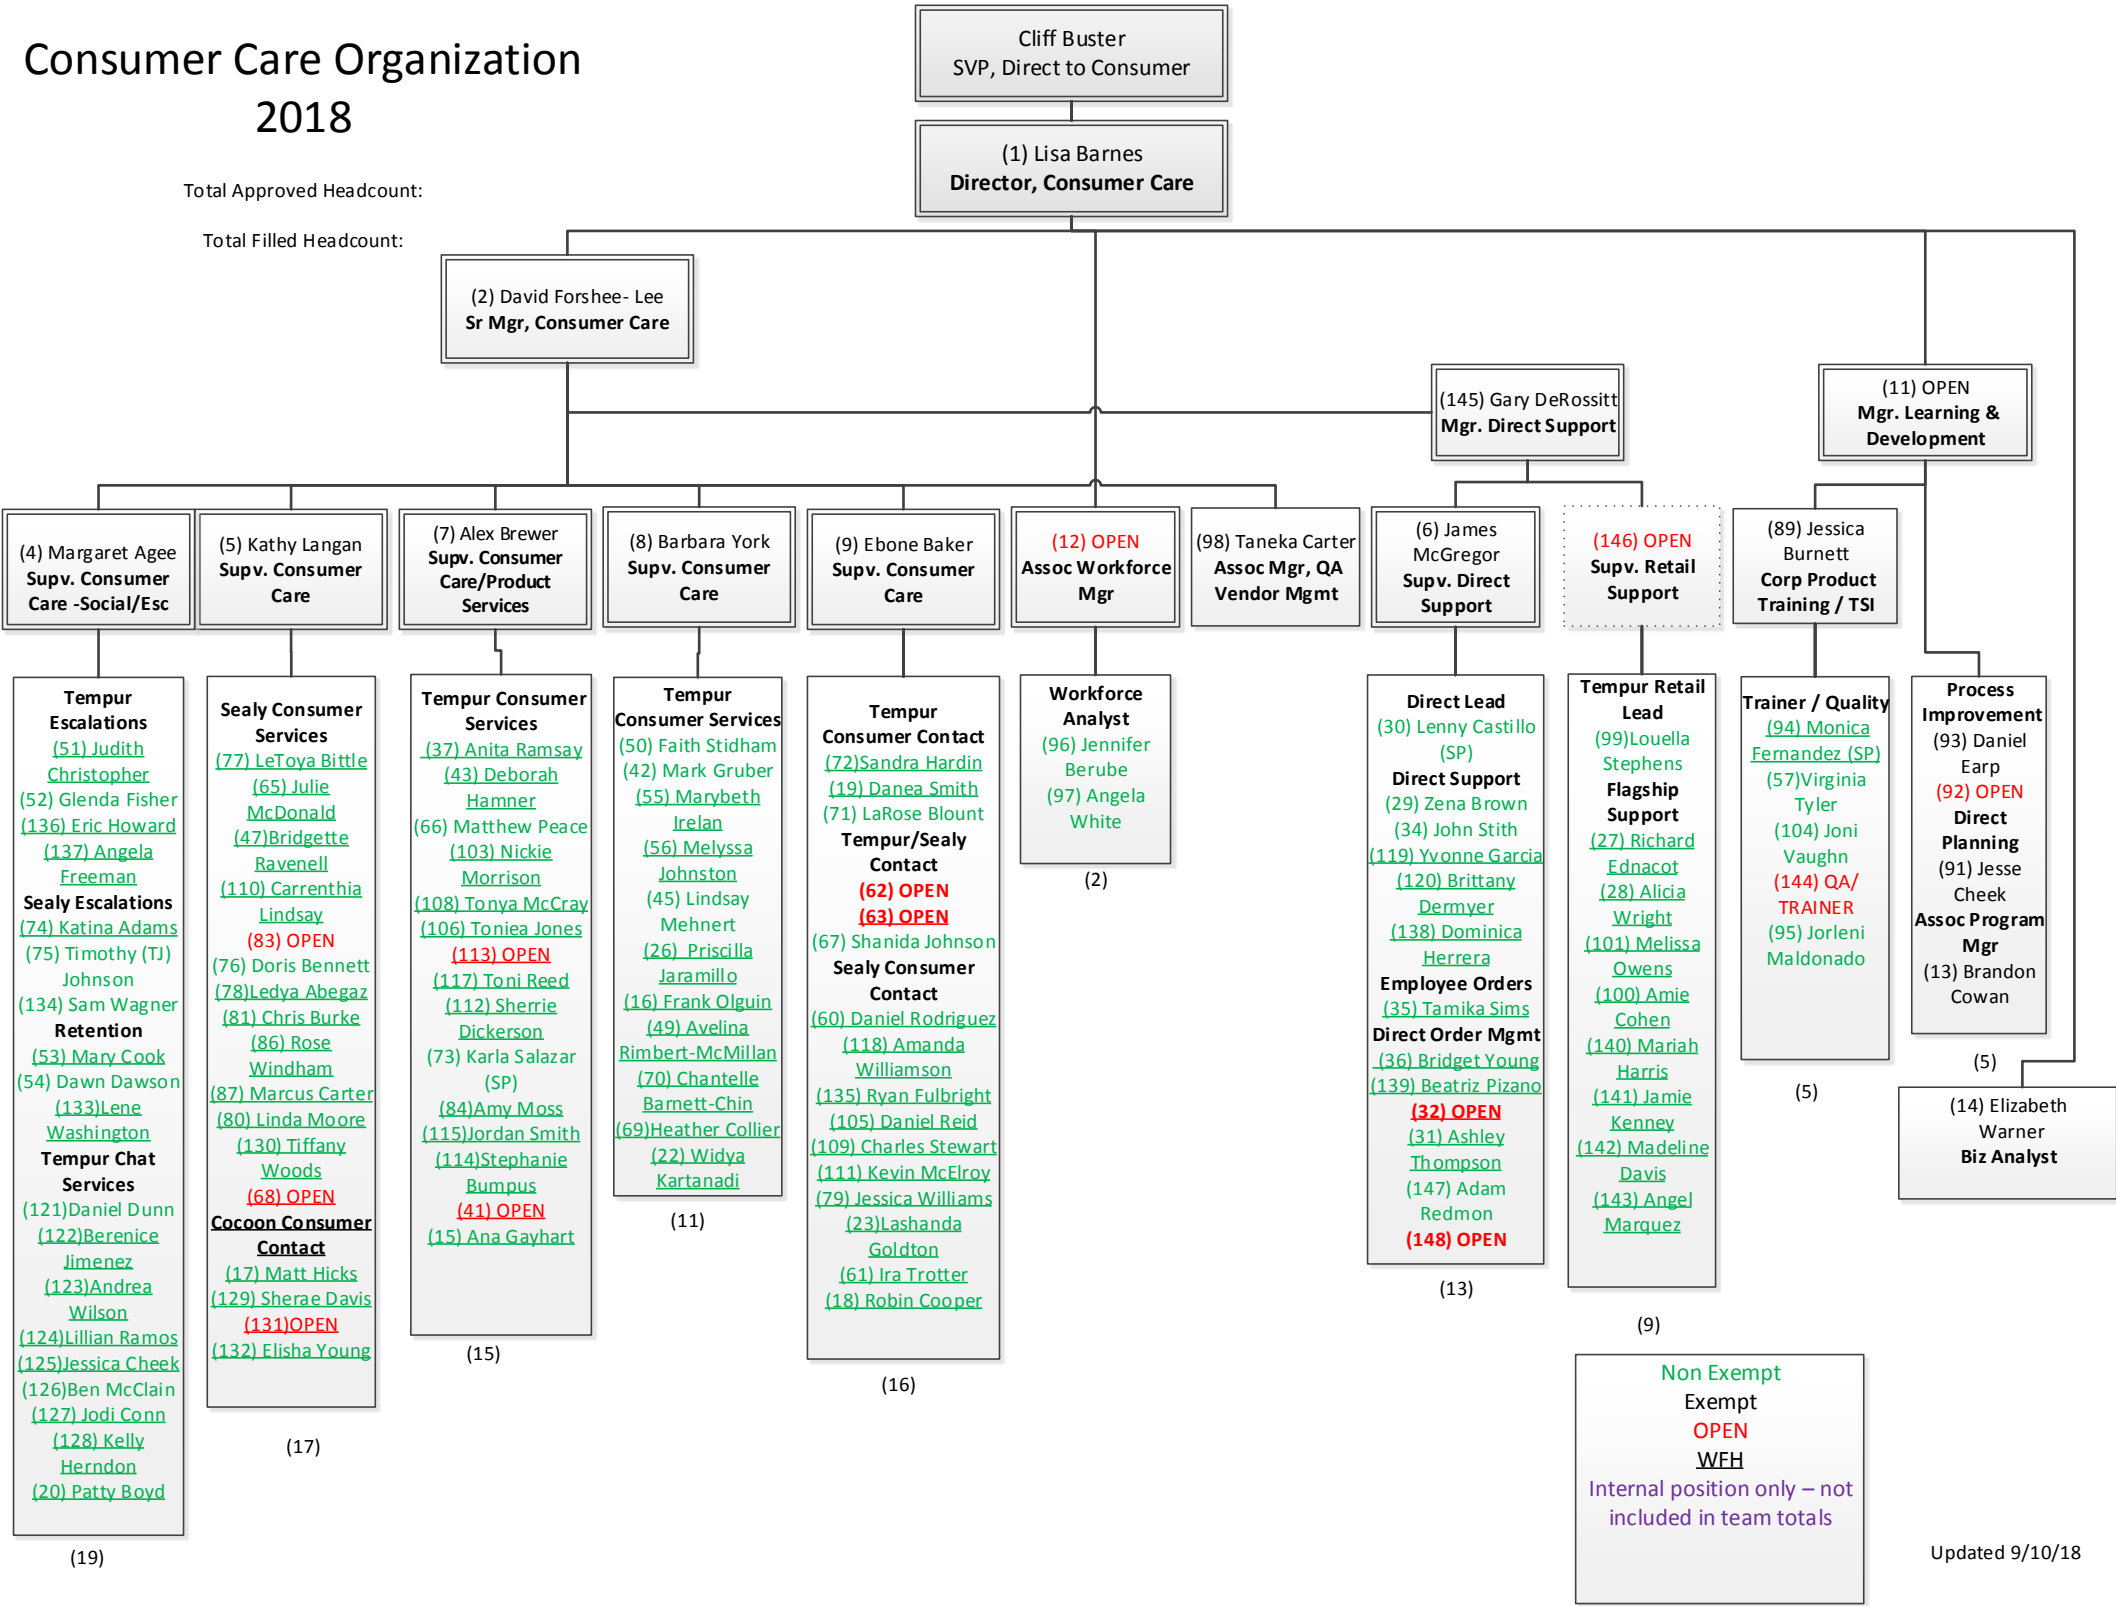 Consumer Care Organization
2018
Total Approved Headcount:
Total Filled Headcount:
Cliff Buster
SVP, Direct to Consumer
(1) Lisa Barnes
Director, Consumer Care
(2) David Forshee- Lee
Sr Mgr, Consumer Care
(145) Gary DeRossitt
Mgr. Direct Support
(11) OPEN
Mgr. Learning &
Development
(4) Margaret Agee
Supv. Consumer
Care -Social/Esc
(5) Kathy Langan
Supv. Consumer
Care
(7) Alex Brewer
Supv. Consumer
Care/Product
Services
(8) Barbara York
Supv. Consumer
Care
(9) Ebone Baker
Supv. Consumer
Care
(12) OPEN
Assoc Workforce
Mgr
(98) Taneka Carter
Assoc Mgr, QA
Vendor Mgmt
(6) James
McGregor
Supv. Direct
Support
(146) OPEN
Supv. Retail
Support
(89) Jessica
Burnett
Corp Product
Training / TSI
Tempur
Escalations
(51) Judith
Christopher
(52) Glenda Fisher
(136) Eric Howard
(137) Angela
Freeman
Sealy Escalations
(74) Katina Adams
(75) Timothy (TJ)
Johnson
(134) Sam Wagner
Retention
(53) Mary Cook
(54) Dawn Dawson
(133)Lene
Washington
Tempur Chat
Services
(121)Daniel Dunn
(122)Berenice
Jimenez
(123)Andrea
Wilson
(124)Lillian Ramos
(125)Jessica Cheek
(126)Ben McClain
(127) Jodi Conn
(128) Kelly
Herndon
(20) Patty Boyd
(19)
Sealy Consumer
Services
(77) LeToya Bittle
(65) Julie
McDonald
(47)Bridgette
Ravenell
(110) Carrenthia
Lindsay
(83) OPEN
(76) Doris Bennett
(78)Ledya Abegaz
(81) Chris Burke
(86) Rose
Windham
(87) Marcus Carter
(80) Linda Moore
(130) Tiffany
Woods
(68) OPEN
Cocoon Consumer
Contact
(17) Matt Hicks
(129) Sherae Davis
(131)OPEN
(132) Elisha Young
(17)
Tempur Consumer
Services
(37) Anita Ramsay
(43) Deborah
Hamner
(66) Matthew Peace
(103) Nickie
Morrison
(108) Tonya McCray
(106) Toniea Jones
(113) OPEN
(117) Toni Reed
(112) Sherrie
Dickerson
(73) Karla Salazar
(SP)
(84)Amy Moss
(115)Jordan Smith
(114)Stephanie
Bumpus
(41) OPEN
(15) Ana Gayhart
(15)
Tempur
Consumer Services
(50) Faith Stidham
(42) Mark Gruber
(55) Marybeth
Irelan
(56) Melyssa
Johnston
(45) Lindsay
Mehnert
(26) Priscilla
Jaramillo
(16) Frank Olguin
(49) Avelina
Rimbert-McMillan
(70) Chantelle
Barnett-Chin
(69)Heather Collier
(22) Widya
Kartanadi
(11)
Tempur
Consumer Contact
(72)Sandra Hardin
(19) Danea Smith
(71) LaRose Blount
Tempur/Sealy
Contact
(62) OPEN
(63) OPEN
(67) Shanida Johnson
Sealy Consumer
Contact
(60) Daniel Rodriguez
(118) Amanda
Williamson
(135) Ryan Fulbright
(105) Daniel Reid
(109) Charles Stewart
(111) Kevin McElroy
(79) Jessica Williams
(23)Lashanda
Goldton
(61) Ira Trotter
(18) Robin Cooper
(16)
Workforce
Analyst
(96) Jennifer
Berube
(97) Angela
White
(2)
Direct Lead
(30) Lenny Castillo
(SP)
Direct Support
(29) Zena Brown
(34) John Stith
(119) Yvonne Garcia
(120) Brittany
Dermyer
(138) Dominica
Herrera
Employee Orders
(35) Tamika Sims
Direct Order Mgmt
(36) Bridget Young
(139) Beatriz Pizano
(32) OPEN
(31) Ashley
Thompson
(147) Adam
Redmon
(148) OPEN
(13)
Tempur Retail
Lead
(99)Louella
Stephens
Flagship
Support
(27) Richard
Ednacot
(28) Alicia
Wright
(101) Melissa
Owens
(100) Amie
Cohen
(140) Mariah
Harris
(141) Jamie
Kenney
(142) Madeline
Davis
(143) Angel
Marquez
(9)
Trainer / Quality
(94) Monica
Fernandez (SP)
(57)Virginia
Tyler
(104) Joni
Vaughn
(144) QA/
TRAINER
(95) Jorleni
Maldonado
(5)
Process
Improvement
(93) Daniel
Earp
(92) OPEN
Direct
Planning
(91) Jesse
Cheek
Assoc Program
Mgr
(13) Brandon
Cowan
(5)
(14) Elizabeth
Warner
Biz Analyst
Non Exempt
Exempt
OPEN
WFH
Internal position only – not
included in team totals
Updated 9/10/18